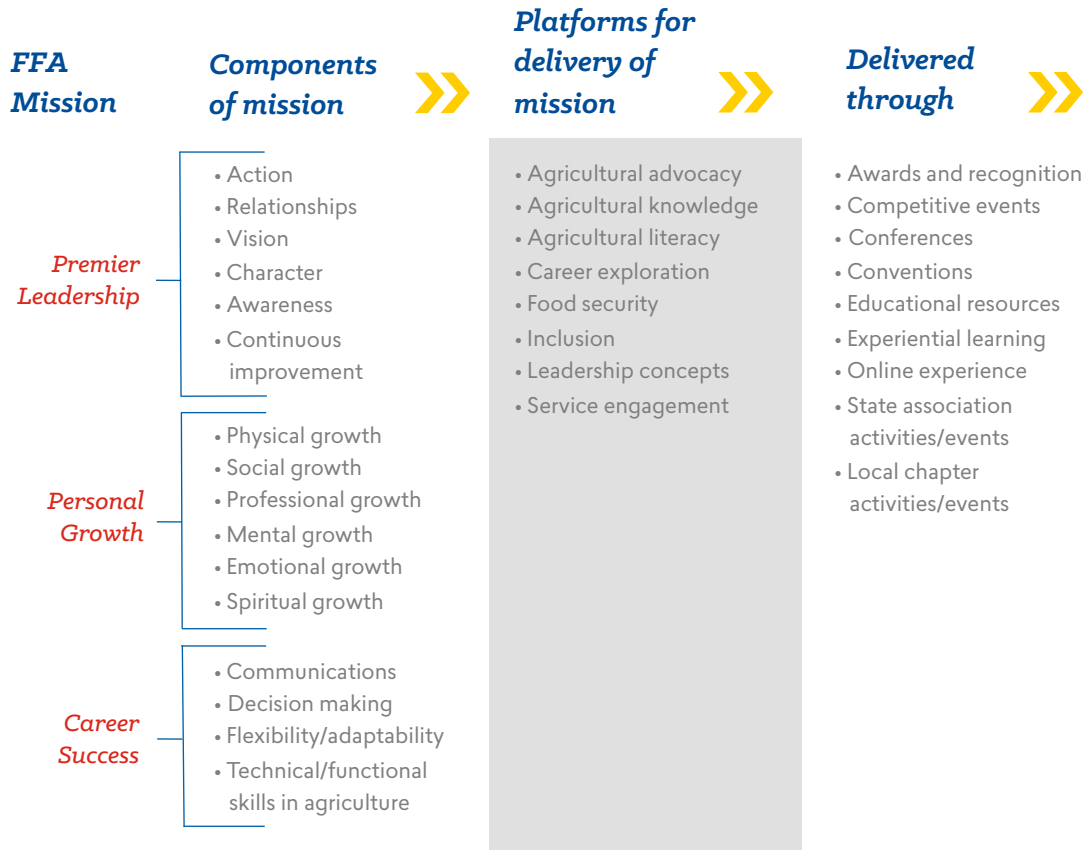 FFA
Mission
Components
of mission
Platforms for
delivery of
mission
Delivered
through
Premier
Leadership
• Action
• Relationships
• Vision
• Character
• Awareness
• Continuous
improvement
Personal
Growth
• Physical growth
• Social growth
• Professional growth
• Mental growth
• Emotional growth
• Spiritual growth
Career
Success
• Communications
• Decision making
• Flexibility/adaptability
• Technical/functional
skills in agriculture
• Agricultural advocacy
• Agricultural knowledge
• Agricultural literacy
• Career exploration
• Food security
• Inclusion
• Leadership concepts
• Service engagement
• Awards and recognition
• Competitive events
• Conferences
• Conventions
• Educational resources
• Experiential learning
• Online experience
• State association
activities/events
• Local chapter
activities/events